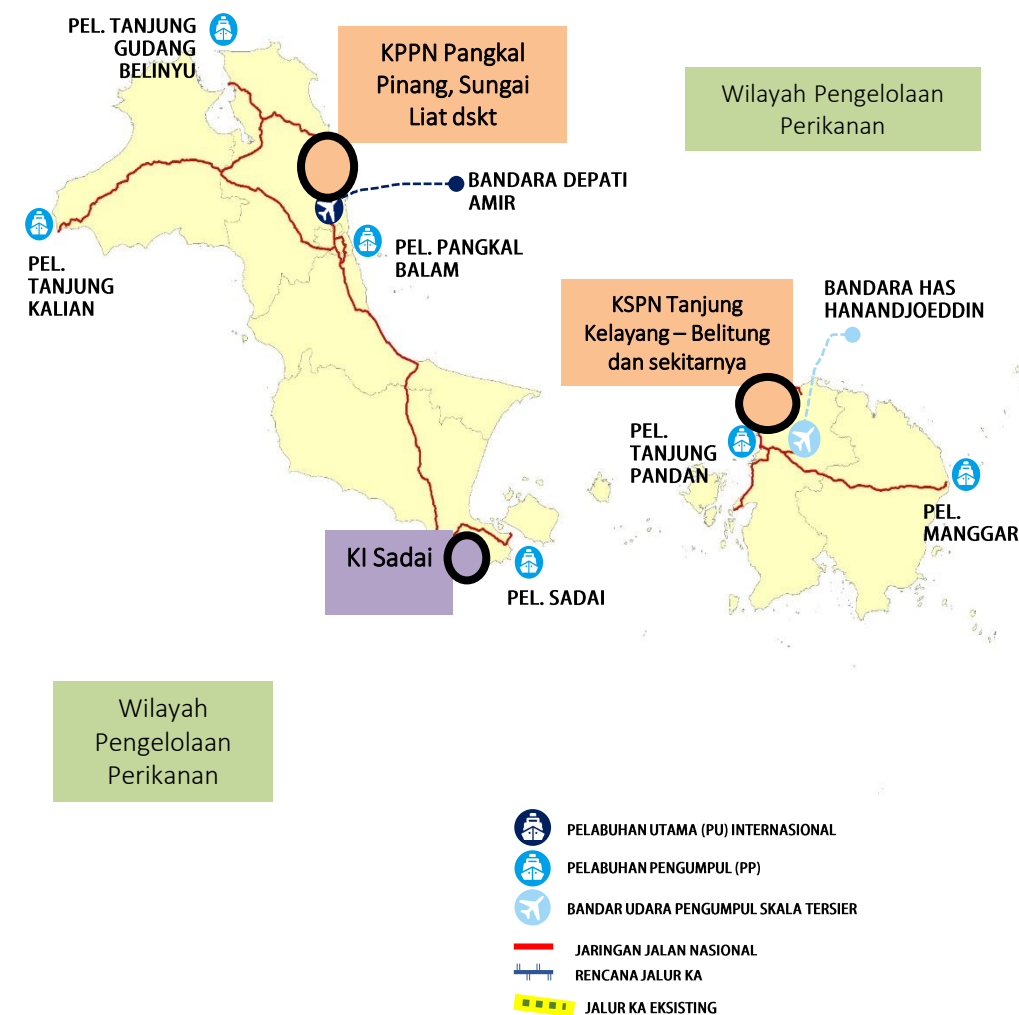 PEL. TANJUNG
GUDANG
BELINYU
KPPN Pangkal
Pinang, Sungai
Liat dskt
Wilayah Pengelolaan
Perikanan
BANDARA DEPATI
AMIR
PEL.
TANJUNG
KALIAN
PEL. PANGKAL
BALAM
KSPN Tanjung
Kelayang – Belitung
dan sekitarnya
BANDARA HAS
HANANDJOEDDIN
PEL.
TANJUNG
PANDAN
PEL.
MANGGAR
KI Sadai
PEL. SADAI
Wilayah
Pengelolaan
Perikanan
PELABUHAN UTAMA (PU) INTERNASIONAL
PELABUHAN PENGUMPUL (PP)
BANDAR UDARA PENGUMPUL SKALA TERSIER
JARINGAN JALAN NASIONAL
RENCANA JALUR KA
JALUR KA EKSISTING